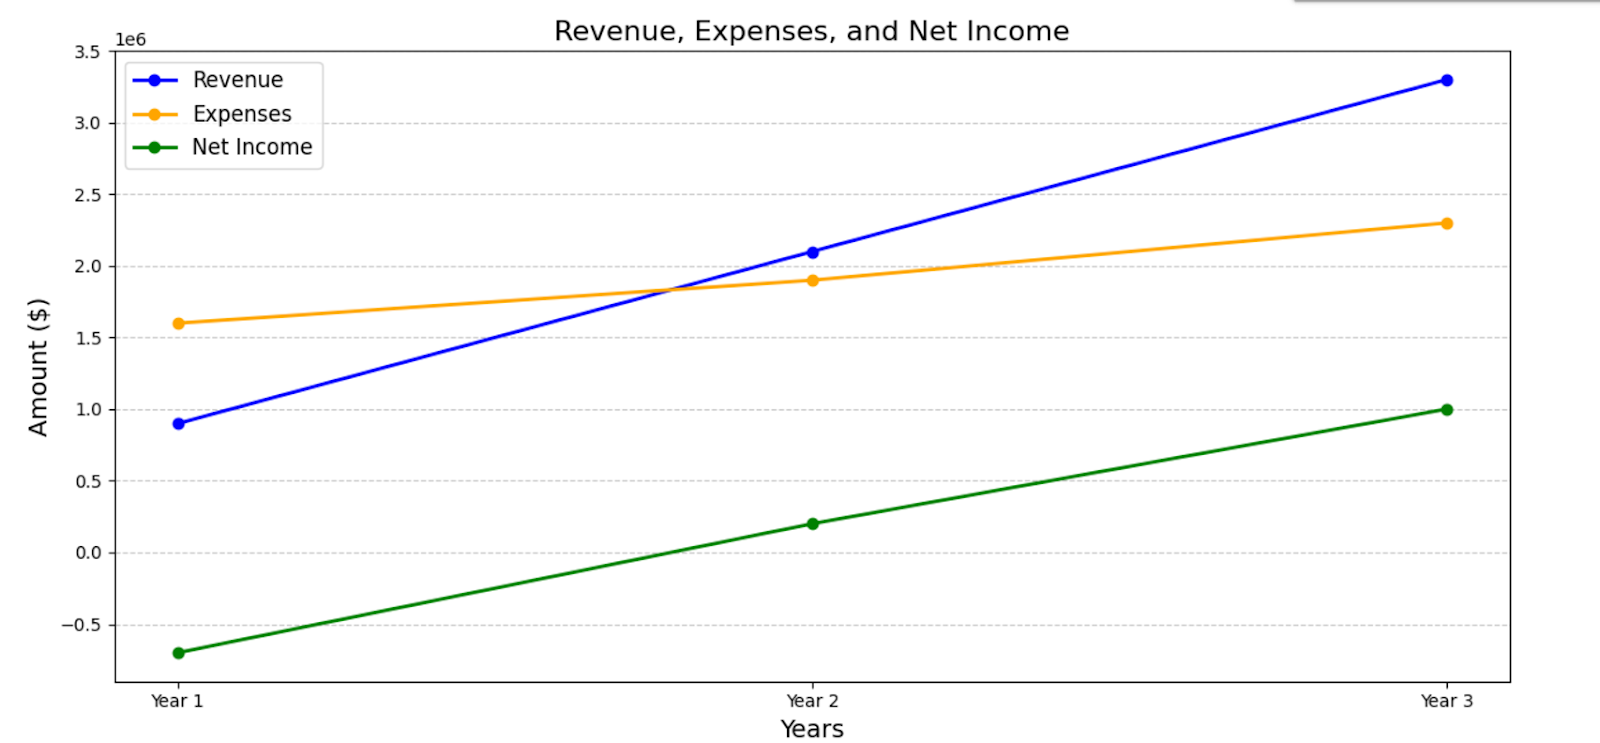 Revenue, Expenses, and Net Income
1e6
3.5
3.0
2.5
2.0
1.5
1.0
0.5
0.0
−0.5
Revenue
Expenses
Net Income
Amount ($)
Year 1
Year 2
Year 3
Years